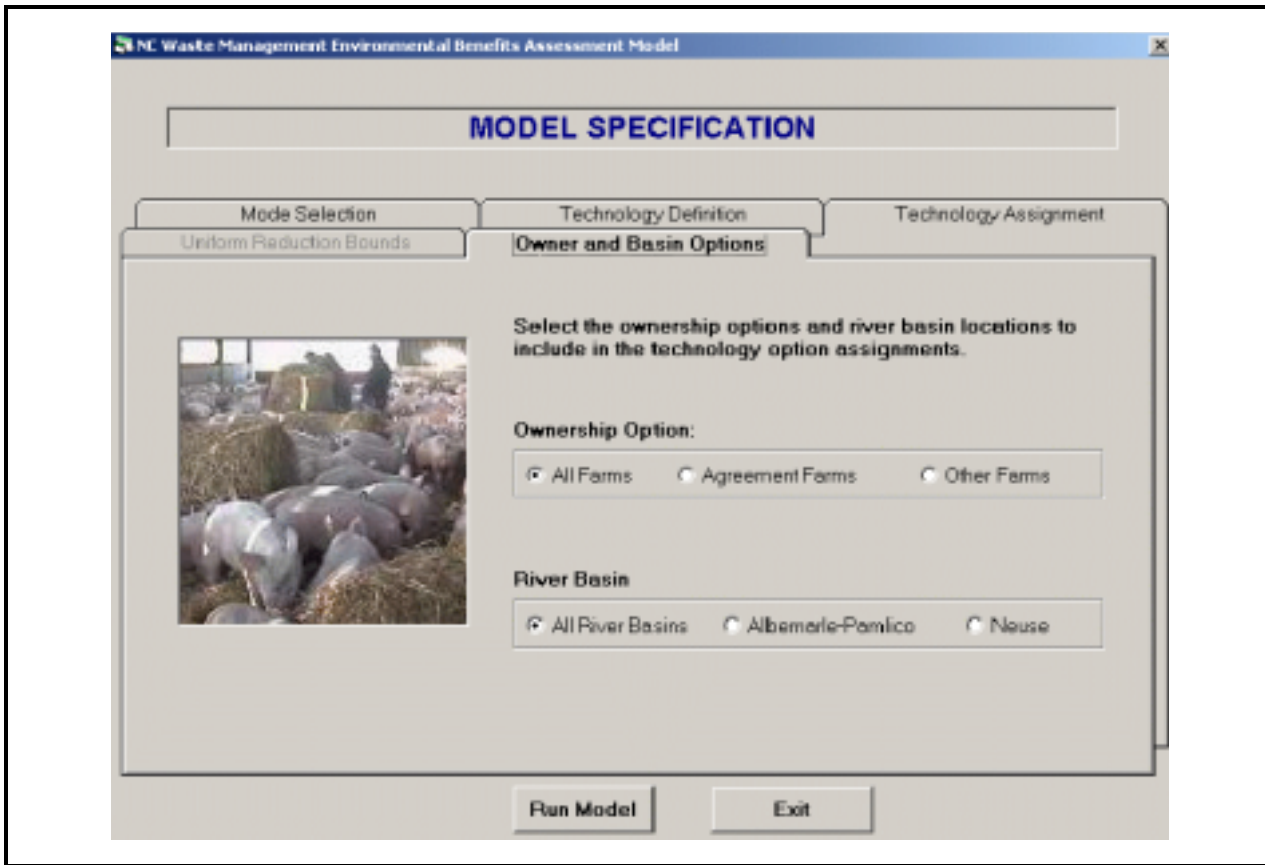 NC Waste Management Environmental Benefits Assessment Model
MODEL SPECIFICATION
Mode Selection
Technology Definition
Technology Assignment
Uniform Reduction Bounds
Owner and Basin Options
Select the ownership options and river basin locations to
include in the technology option assignments.
Ownership Option:
All Farms
Agreement Farms
Other Farms
River Basin
All River Basins
Albemarle-Pamlico
Neuse
Run Model
Exit